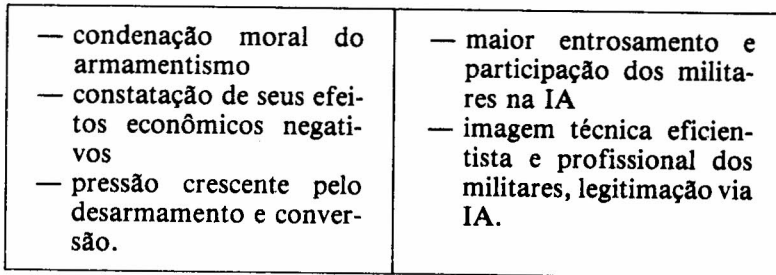 — condenação moral do
armamentismo
— constatação de seus efei-
tos econômicos negati-
vos
— pressão crescente pelo
desarmamento e conver-
são.
— maior entrosamento e
participação dos milita-
res na IA
— imagem técnica eficien-
tista e profissional dos
militares, legitimação via
IA.